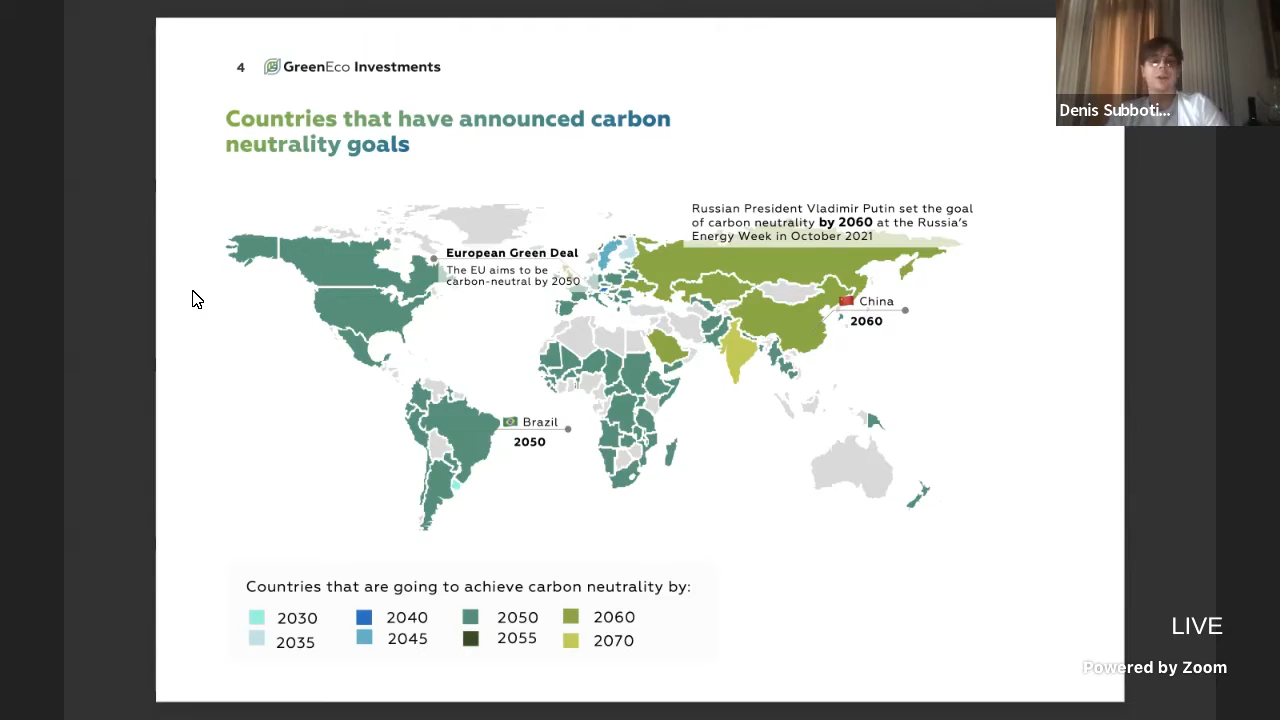 4 GreenEco Investments
Denis Subboti...
Countries that have announced carbon
neutrality goals
Russian President Vladimir Putin set the goal
of carbon neutrality by 2060 at the Russia's
Energy Week in October 2021
European Green Deal
The EU aims to be
carbon-neutral by 2050
China
2060
Brazil
2050
Countries that are going to achieve carbon neutrality by:
2030 2040 2050 2060
2035 2045 2055 2070
LIVE
Powered by Zoom